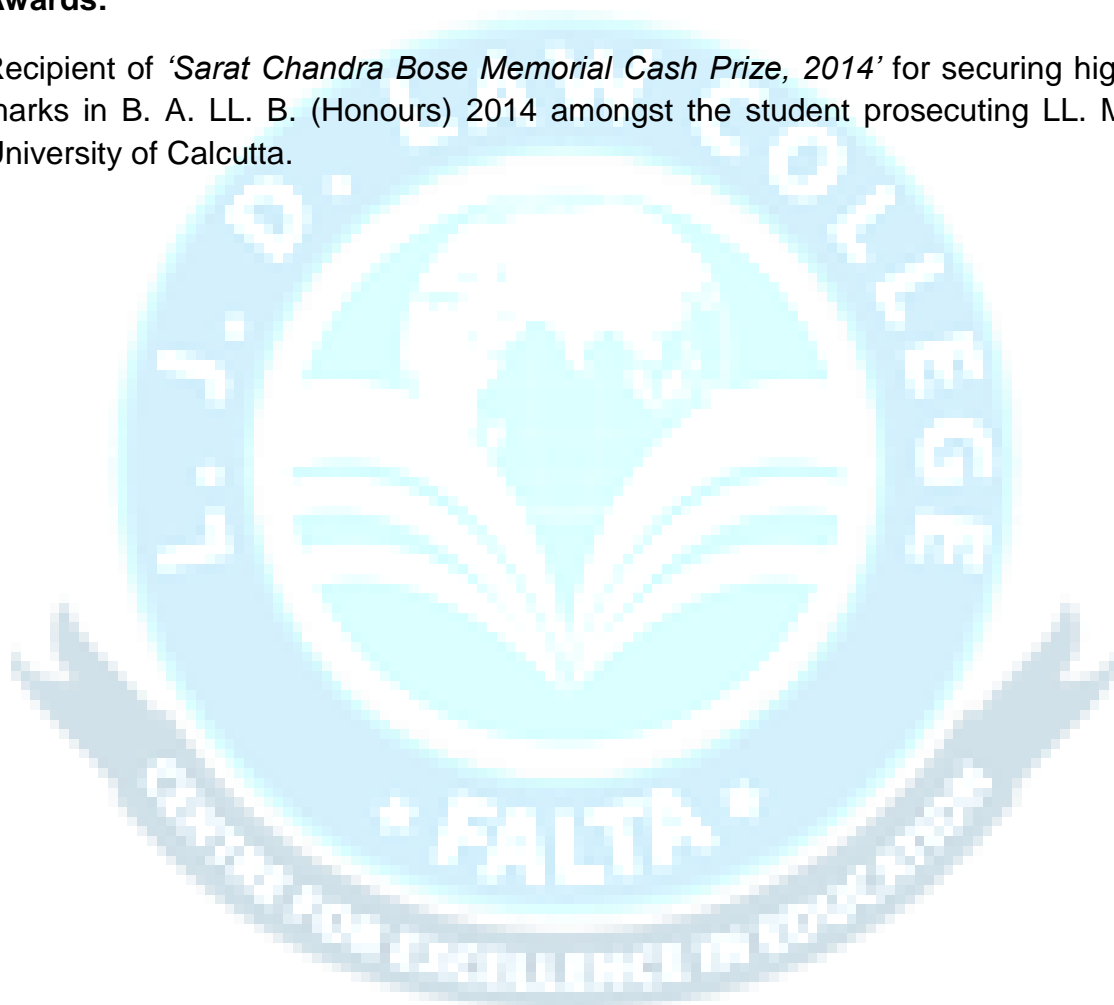 Awards:
Recipient of ‘Sarat Chandra Bose Memorial Cash Prize, 2014’ for securing hig
marks in B. A. LL. B. (Honours) 2014 amongst the student prosecuting LL. M
University of Calcutta.
L. J. D. LAW COLLEGE
• FALTA •
CENTRE FOR EXCELLENCE IN EDUCATION